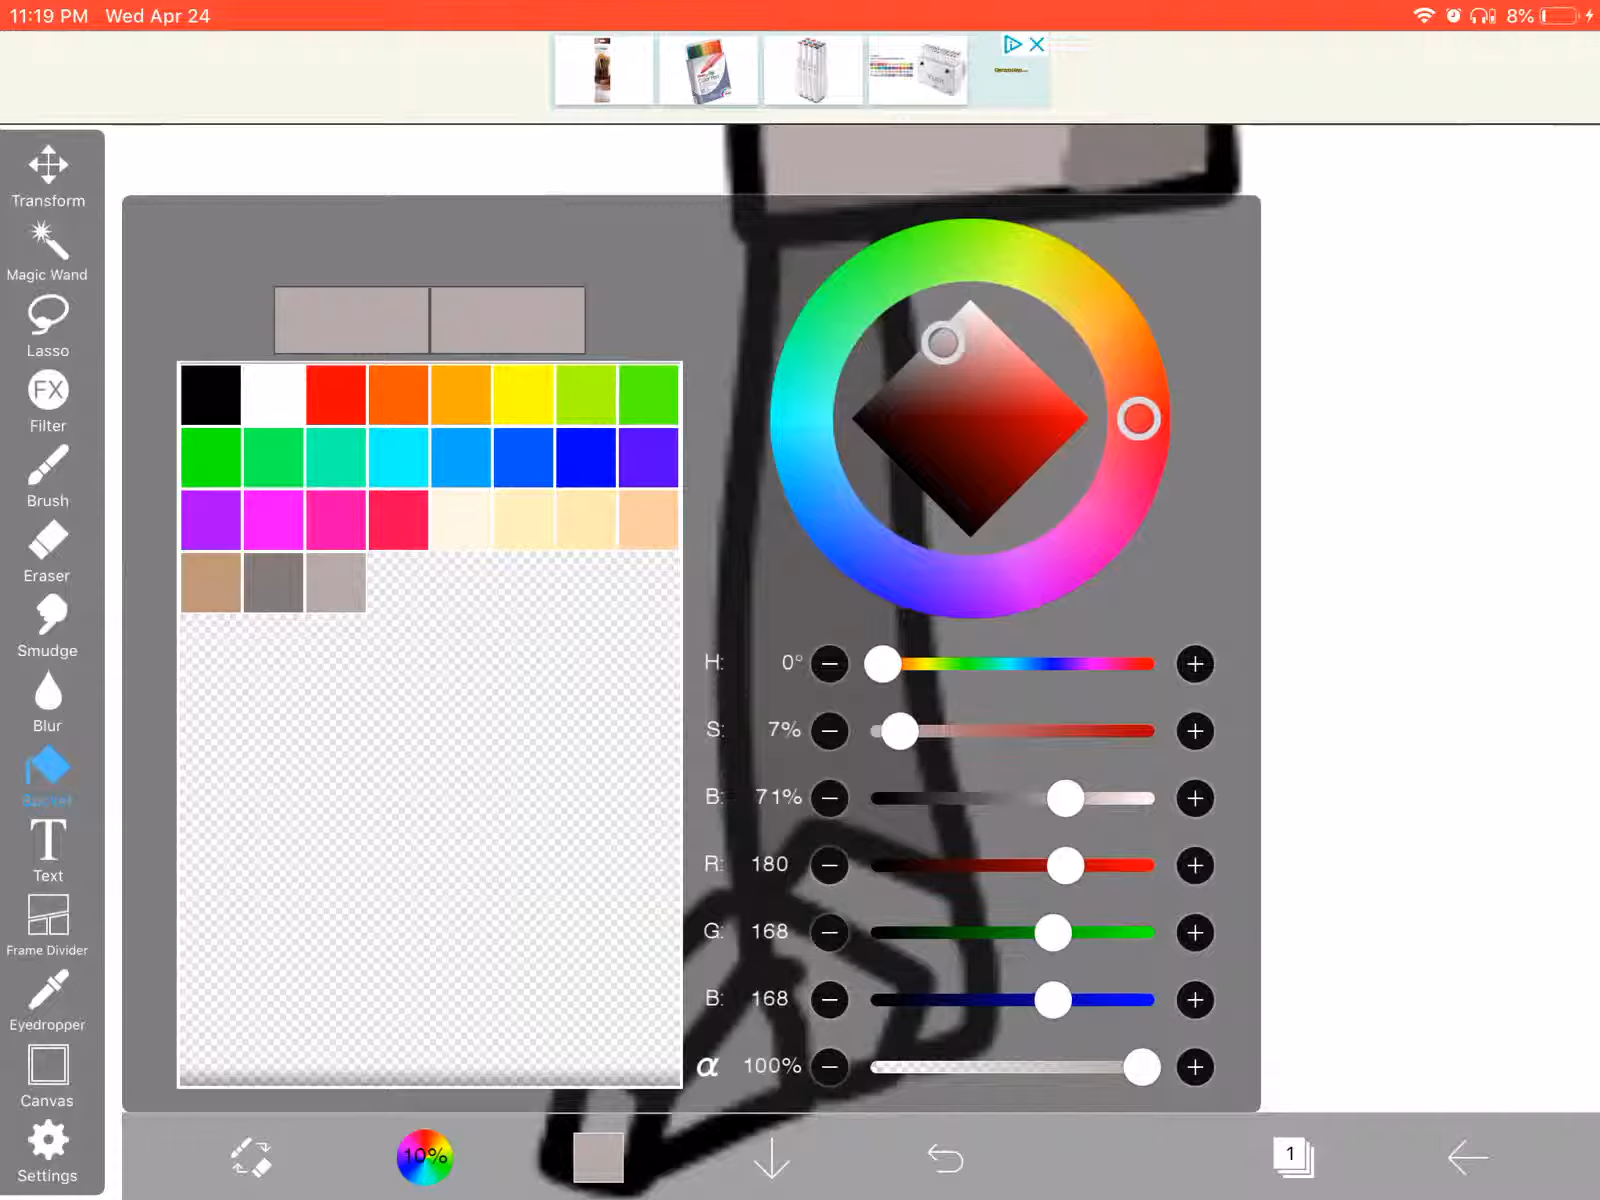 11:19 PM Wed Apr 24
8%
Transform
Magic Wand
Lasso
FX
Filter
Brush
Eraser
Smudge
Blur
Bucket
T
Text
Frame Divider
Eyedropper
Canvas
Settings
H: 0°
S: 7%
B: 71%
R: 180
G: 168
B: 168
α 100%
10%
1